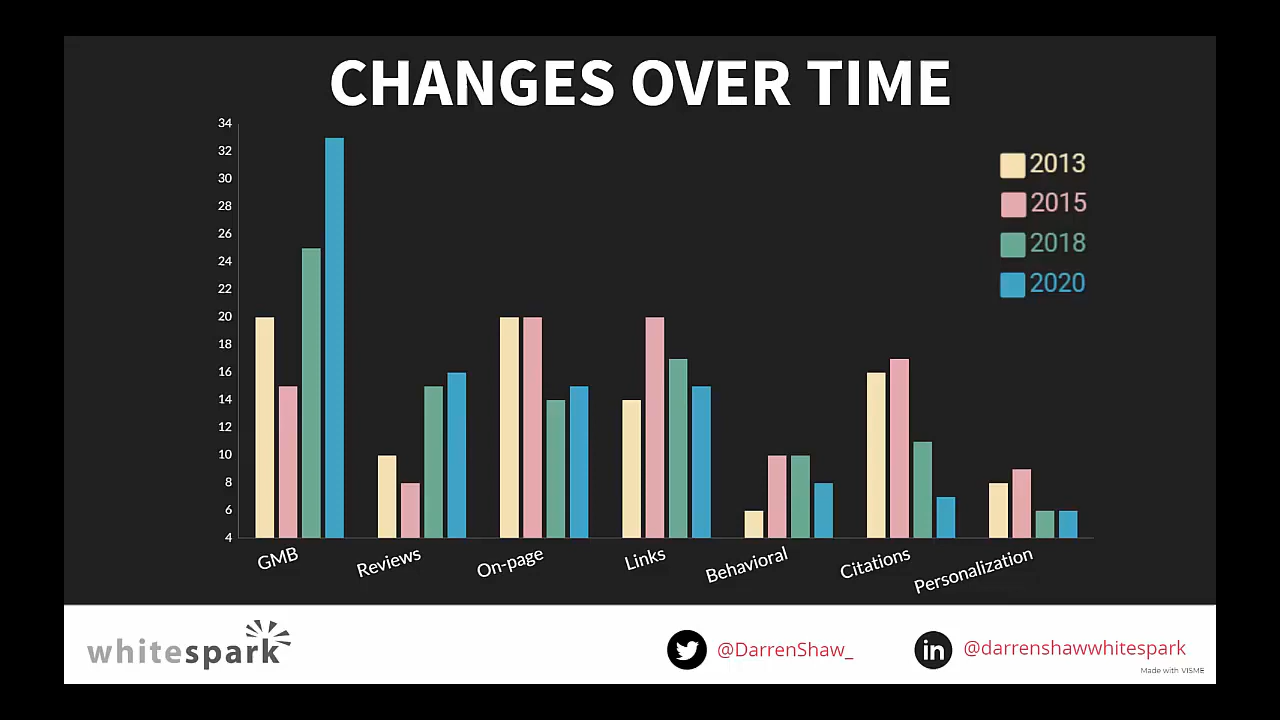 CHANGES OVER TIME
34
32
30
28
26
24
22
20
18
16
14
12
10
8
6
4
2013
2015
2018
2020
GMB
Reviews
On-page
Links
Behavioral
Citations
Personalization
whitespark
@DarrenShaw_
in @darrenshawwhitespark
Made with VISME